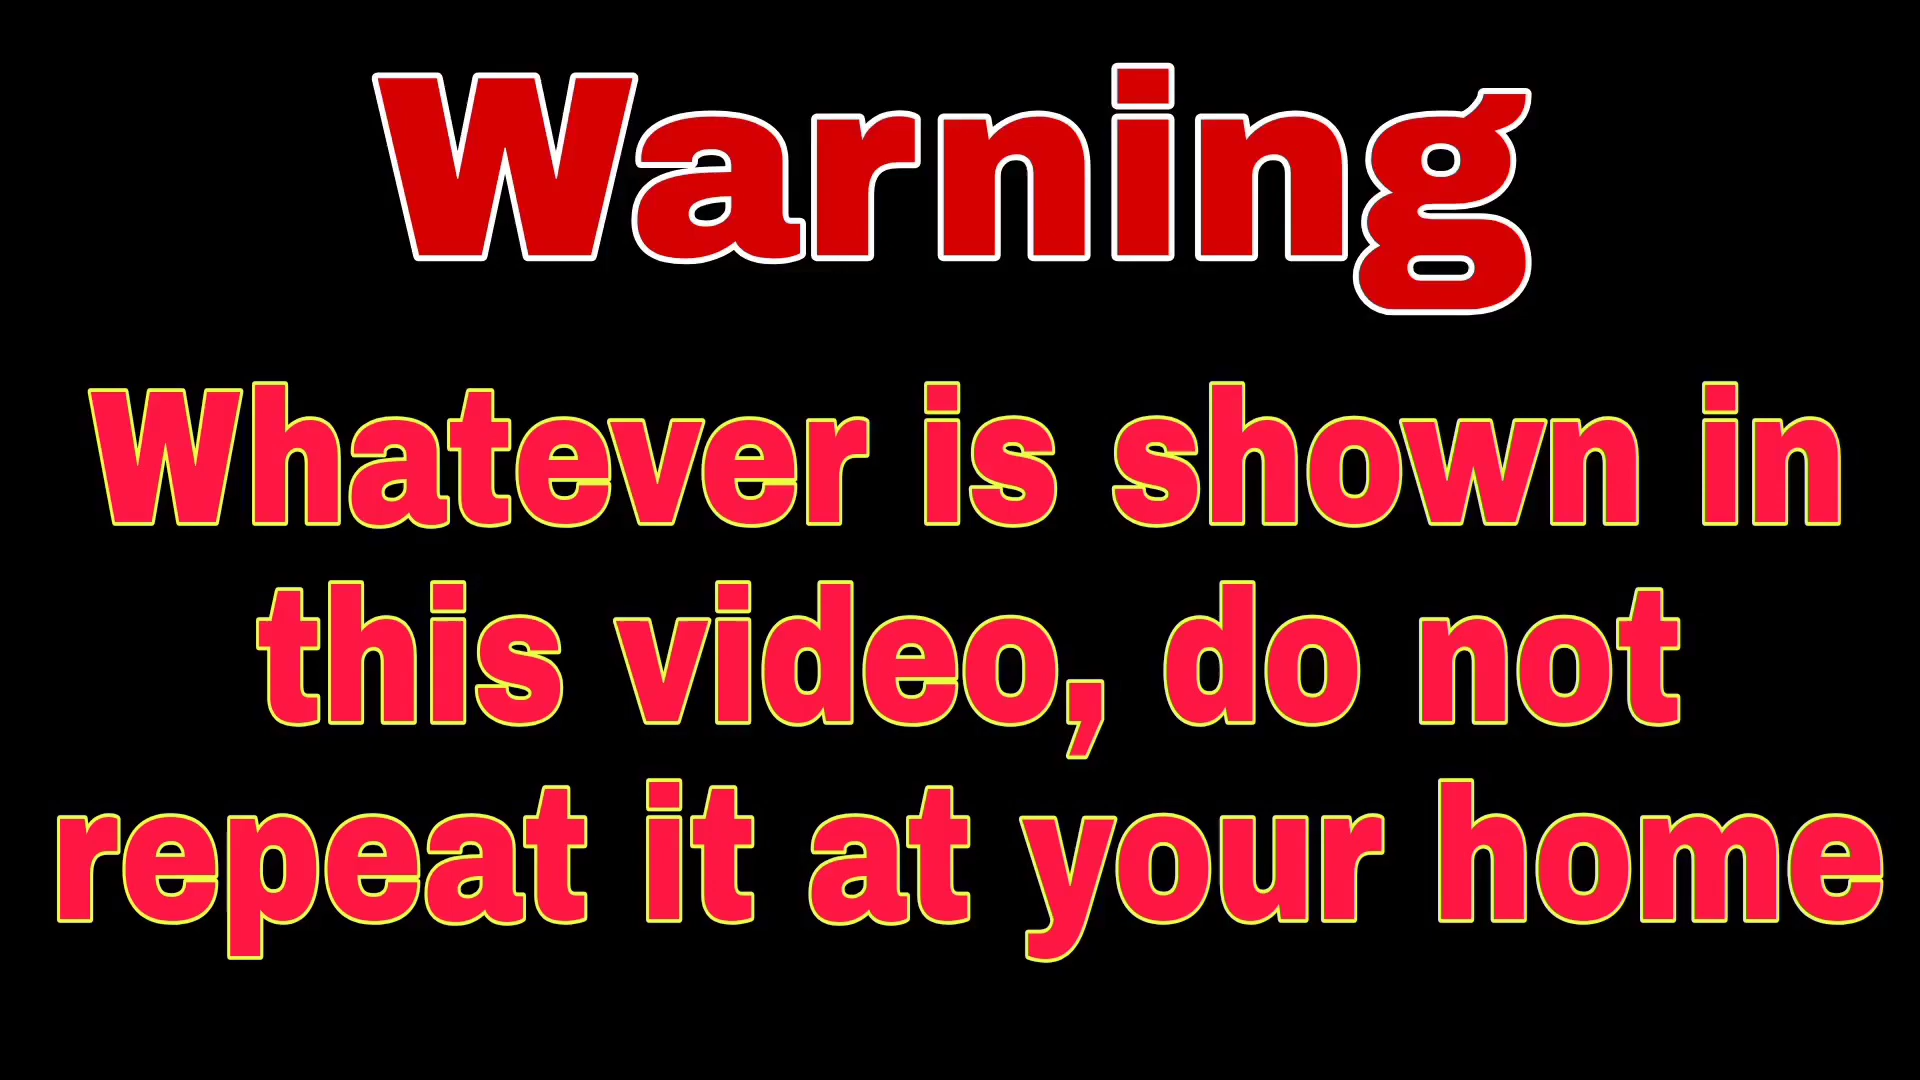 Warning
Whatever is shown in
this video, do not
repeat it at your home